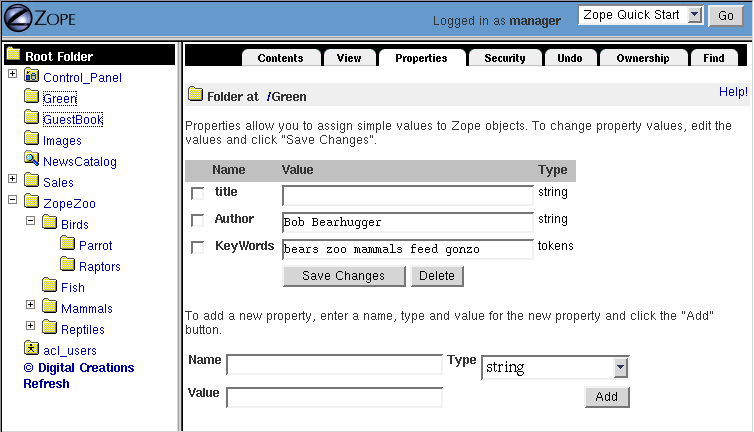 ZOPE
Logged in as manager
Zope Quick Start
Go
Root Folder
Control_Panel
Green
GuestBook
Images
NewsCatalog
Sales
ZopeZoo
Birds
Parrot
Raptors
Fish
Mammals
Reptiles
acl_users
© Digital Creations
Refresh
Contents View Properties Security Undo Ownership Find
Folder at /Green
Help!
Properties allow you to assign simple values to Zope objects. To change property values, edit the
values and click "Save Changes".
Name Value Type
title string
Author Bob Bearhugger string
KeyWords bears zoo mammals feed gonzo tokens
Save Changes Delete
To add a new property, enter a name, type and value for the new property and click the "Add"
button.
Name Type string
Value Add